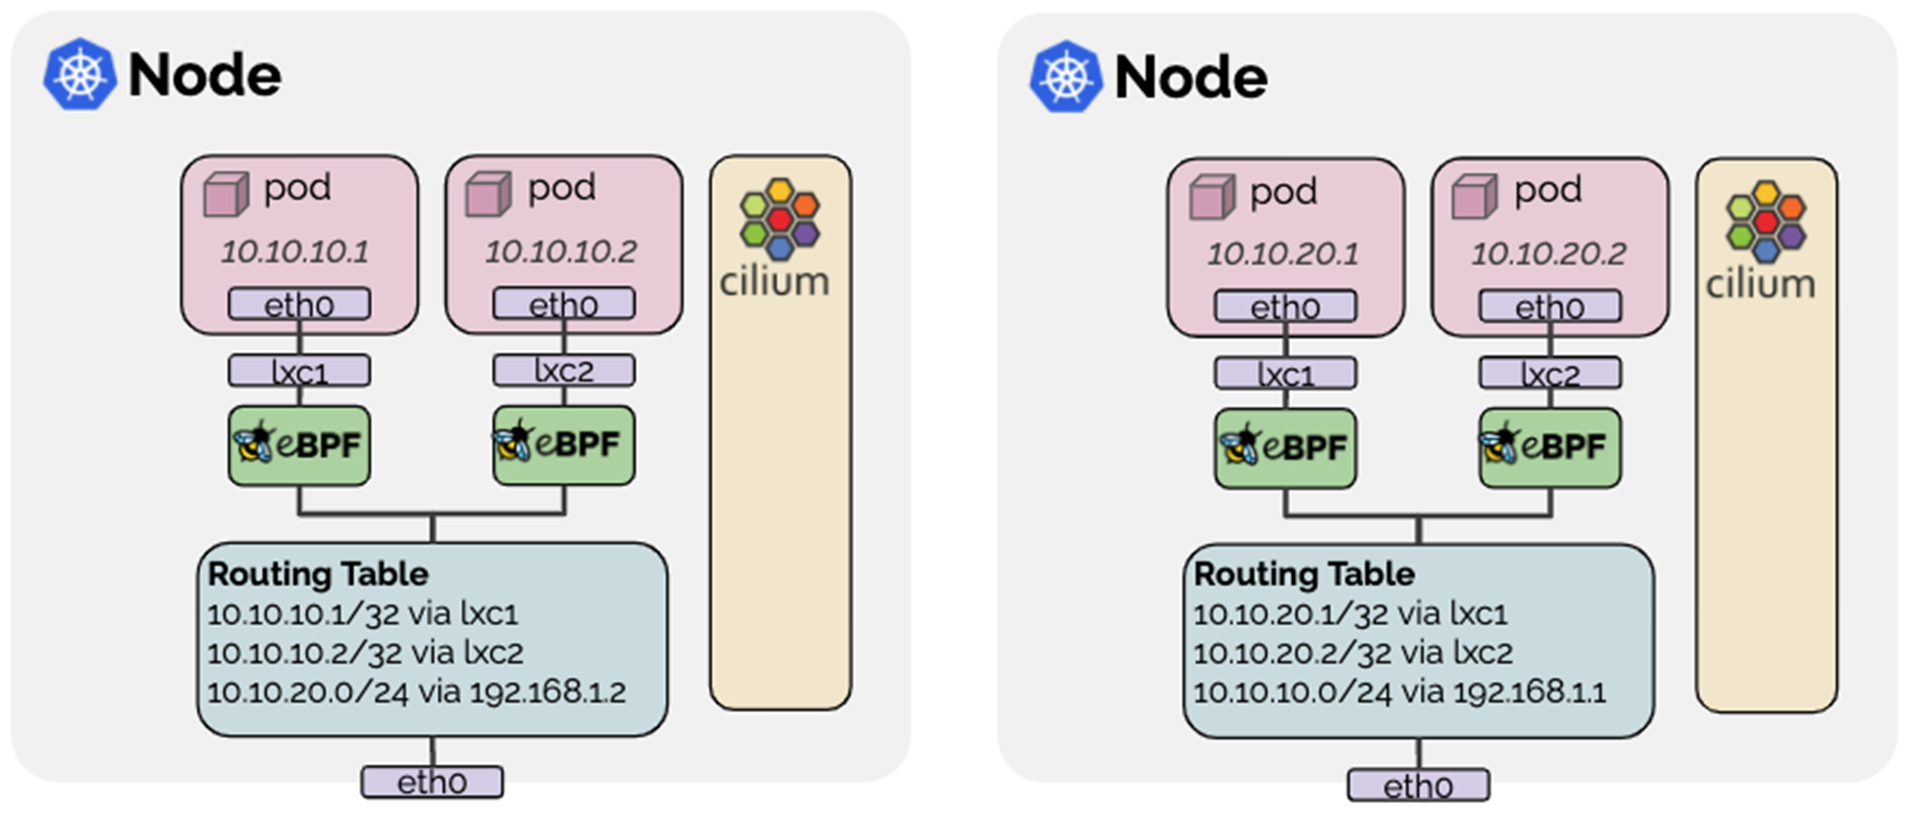 Node
pod
10.10.10.1
eth0
lxc1
eBPF
pod
10.10.10.2
eth0
lxc2
eBPF
cilium
Routing Table
10.10.10.1/32 via lxc1
10.10.10.2/32 via lxc2
10.10.20.0/24 via 192.168.1.2
eth0
Node
pod
10.10.20.1
eth0
lxc1
eBPF
pod
10.10.20.2
eth0
lxc2
eBPF
cilium
Routing Table
10.10.20.1/32 via lxc1
10.10.20.2/32 via lxc2
10.10.10.0/24 via 192.168.1.1
eth0